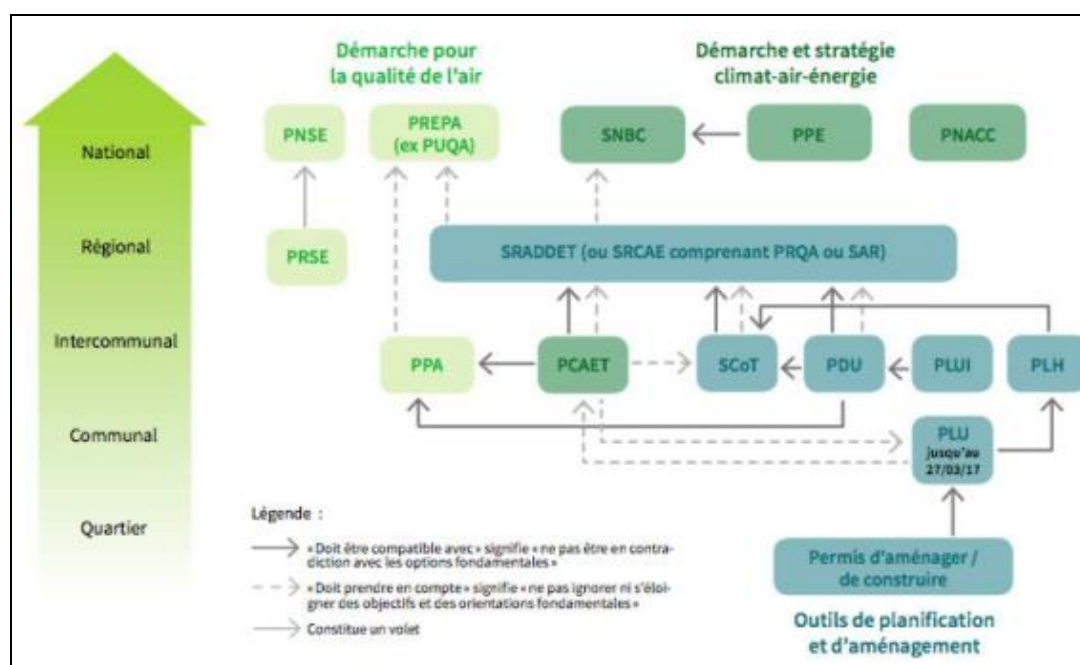 Démarche pour
la qualité de l'air
Démarche et stratégie
climat-air-énergie
National
PNSE
PREPA
(ex PUQA)
SNBC
PPE
PNACC
Régional
PRSE
SRADDET (ou SRCAE comprenant PRQA ou SAR)
Intercommunal
PPA
PCAET
SCoT
PDU
PLUI
PLH
Communal
PLU
jusqu'au
27/03/17
Quartier
Légende :
« Doit être compatible avec » signifie « ne pas être en contra-
diction avec les options fondamentales »
« Doit prendre en compte » signifie « ne pas ignorer ni s'éloi-
gner des objectifs et des orientations fondamentales »
Constitue un volet
Permis d'aménager /
de construire
Outils de planification
et d'aménagement